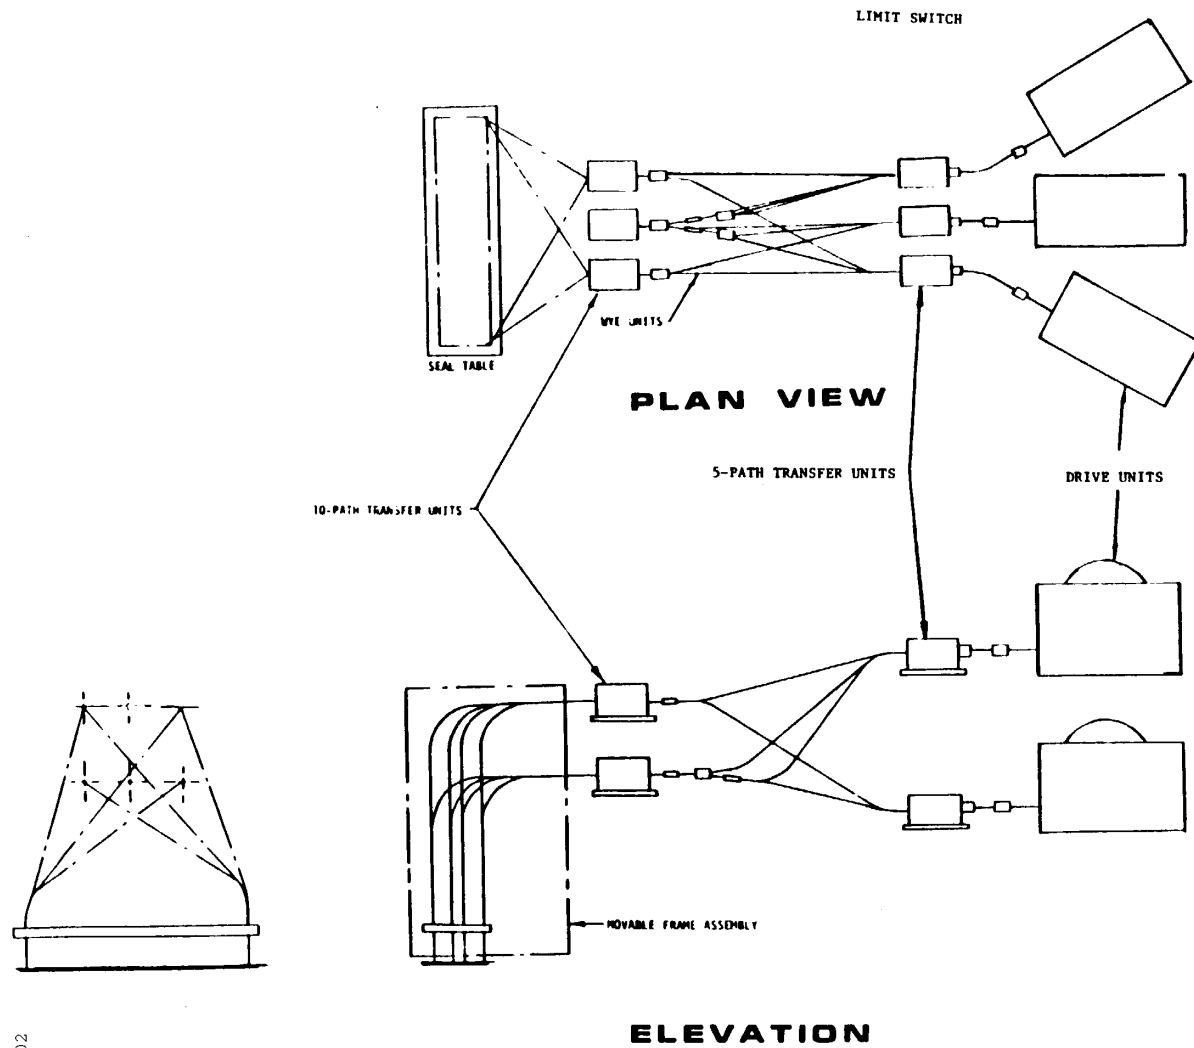 LIMIT SWITCH
SEAL TABLE
WYE UNITS
PLAN VIEW
5-PATH TRANSFER UNITS
DRIVE UNITS
10-PATH TRANSFER UNITS
MOVABLE FRAME ASSEMBLY
ELEVATION
02